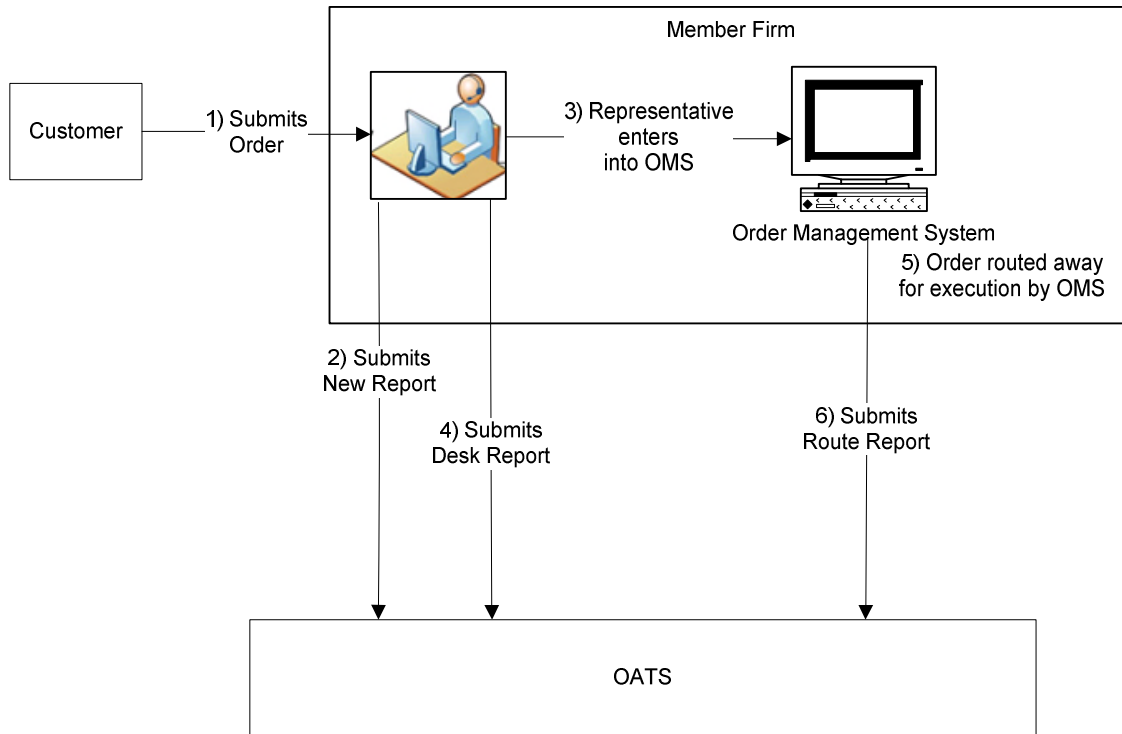 Member Firm
Customer
1) Submits
Order
3) Representative
enters
into OMS
Order Management System
5) Order routed away
for execution by OMS
2) Submits
New Report
4) Submits
Desk Report
6) Submits
Route Report
OATS